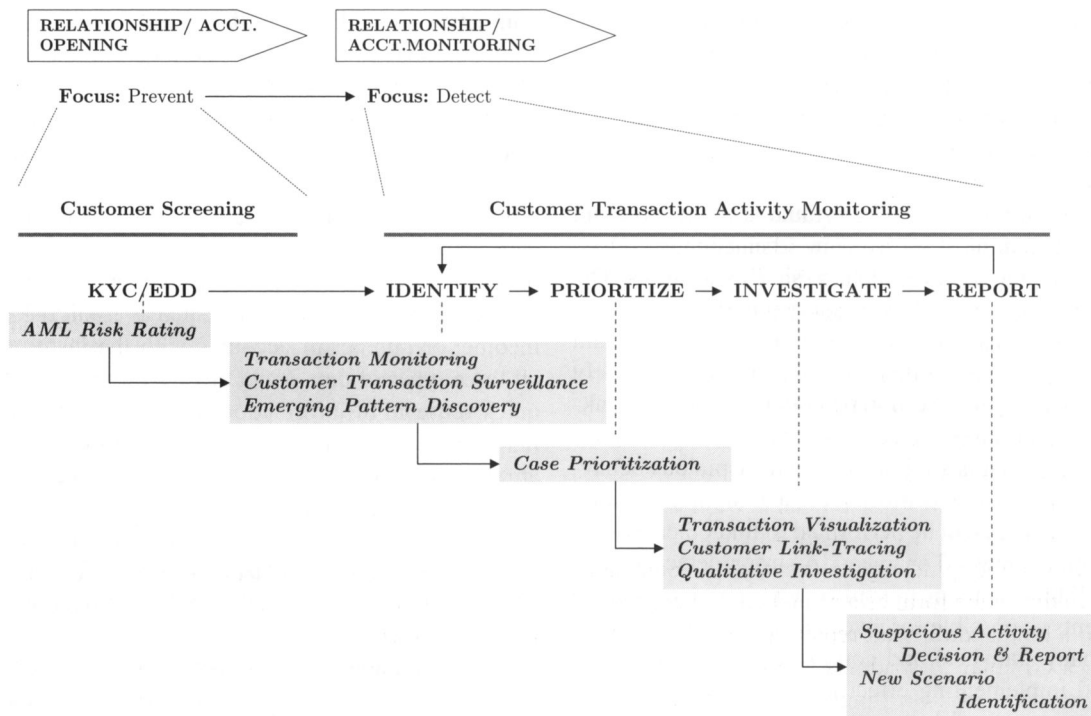 RELATIONSHIP/ ACCT.
OPENING
RELATIONSHIP/
ACCT.MONITORING
Focus: Prevent
Focus: Detect
Customer Screening
Customer Transaction Activity Monitoring
KYC/EDD
IDENTIFY
PRIORITIZE
INVESTIGATE
REPORT
AML Risk Rating
Transaction Monitoring
Customer Transaction Surveillance
Emerging Pattern Discovery
Case Prioritization
Transaction Visualization
Customer Link-Tracing
Qualitative Investigation
Suspicious Activity
Decision & Report
New Scenario
Identification